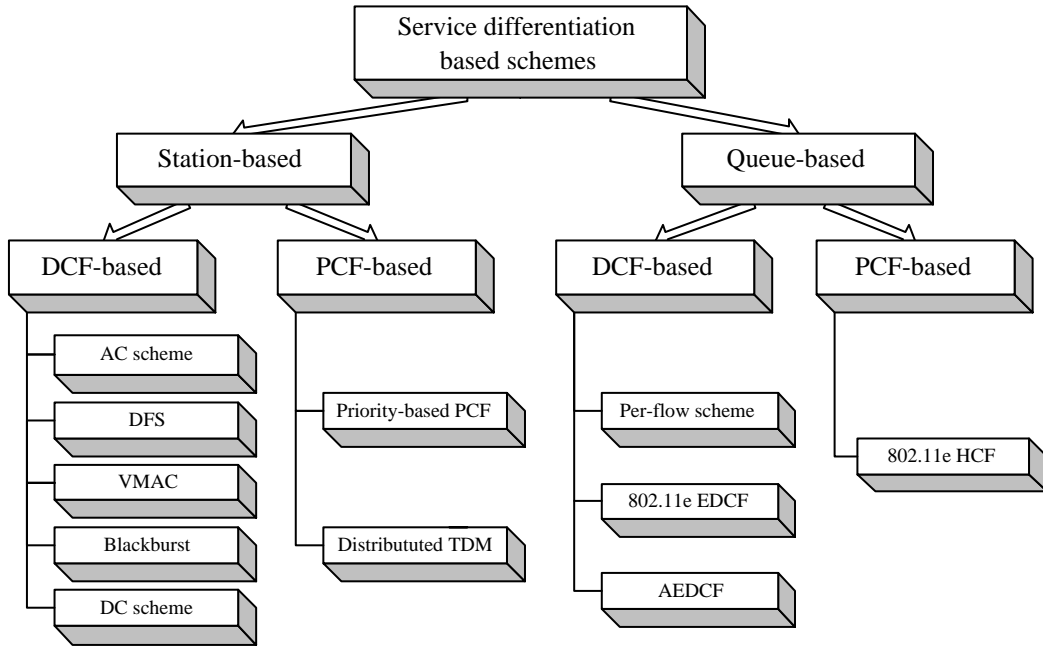 Service differentiation
based schemes
Station-based
Queue-based
DCF-based
PCF-based
DCF-based
PCF-based
AC scheme
DFS
VMAC
Blackburst
DC scheme
Priority-based PCF
Distribututed TDM
Per-flow scheme
802.11e EDCF
AEDCF
802.11e HCF